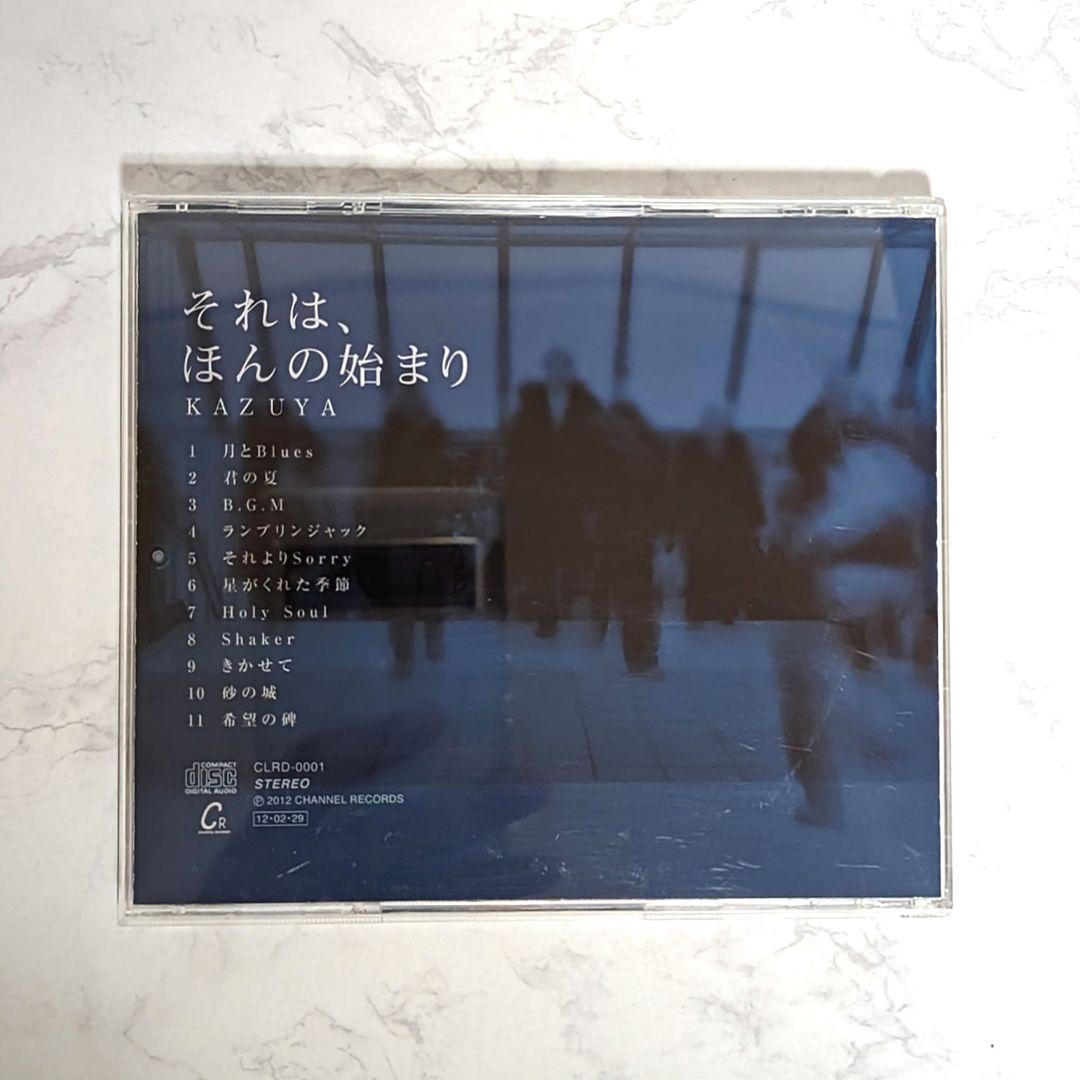 それは、
ほんの始まり
KAZUYA
1 月とBlues
2 君の夏
3 B.G.M
4 ランブリンジャック
5 それよりSorry
6 星がくれた季節
7 Holy Soul
8 Shaker
9 きかせて
10 砂の城
11 希望の碑
COMPACT
disc
DIGITAL AUDIO
CLRD-0001
STEREO
℗ 2012 CHANNEL RECORDS
CR
12・02・29